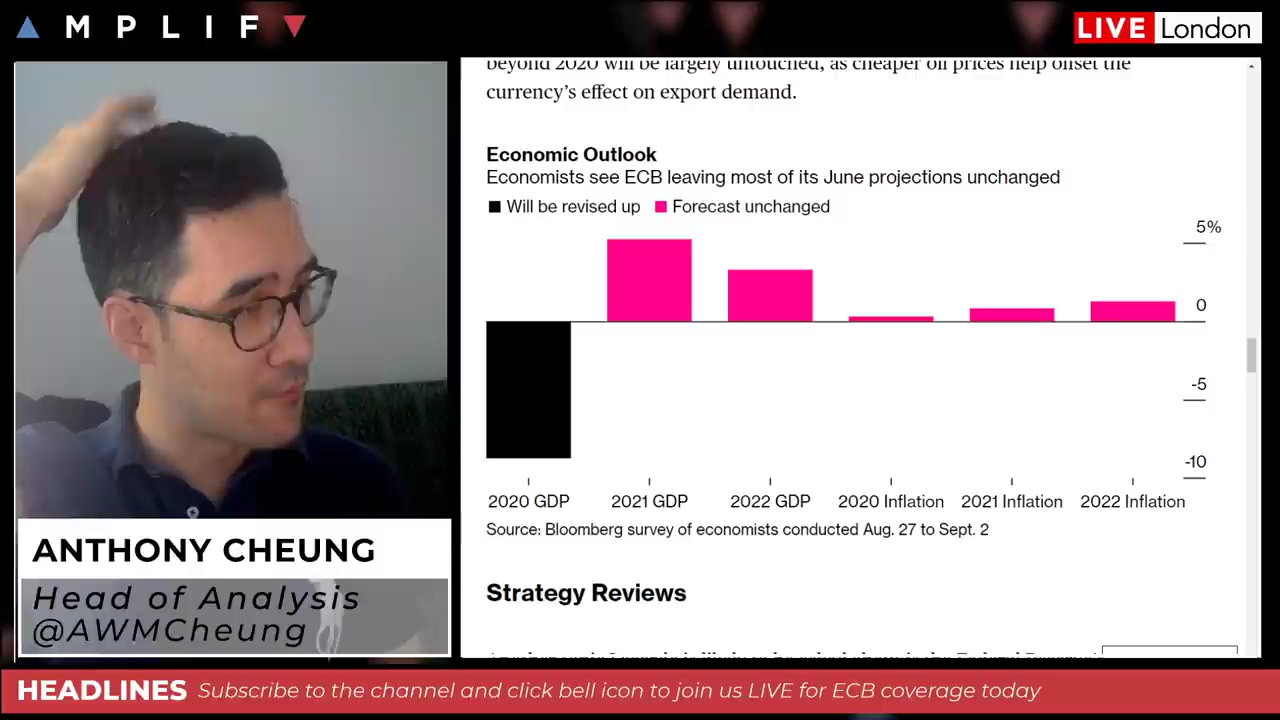 AMPLIFY
LIVE London
beyond 2020 will be largely untouched, as cheaper oil prices help offset the
currency's effect on export demand.
Economic Outlook
Economists see ECB leaving most of its June projections unchanged
Will be revised up Forecast unchanged
5%
0
-5
-10
2020 GDP 2021 GDP 2022 GDP 2020 Inflation 2021 Inflation 2022 Inflation
Source: Bloomberg survey of economists conducted Aug. 27 to Sept. 2
Strategy Reviews
ANTHONY CHEUNG
Head of Analysis
@AWMCheung
HEADLINES Subscribe to the channel and click bell icon to join us LIVE for ECB coverage today